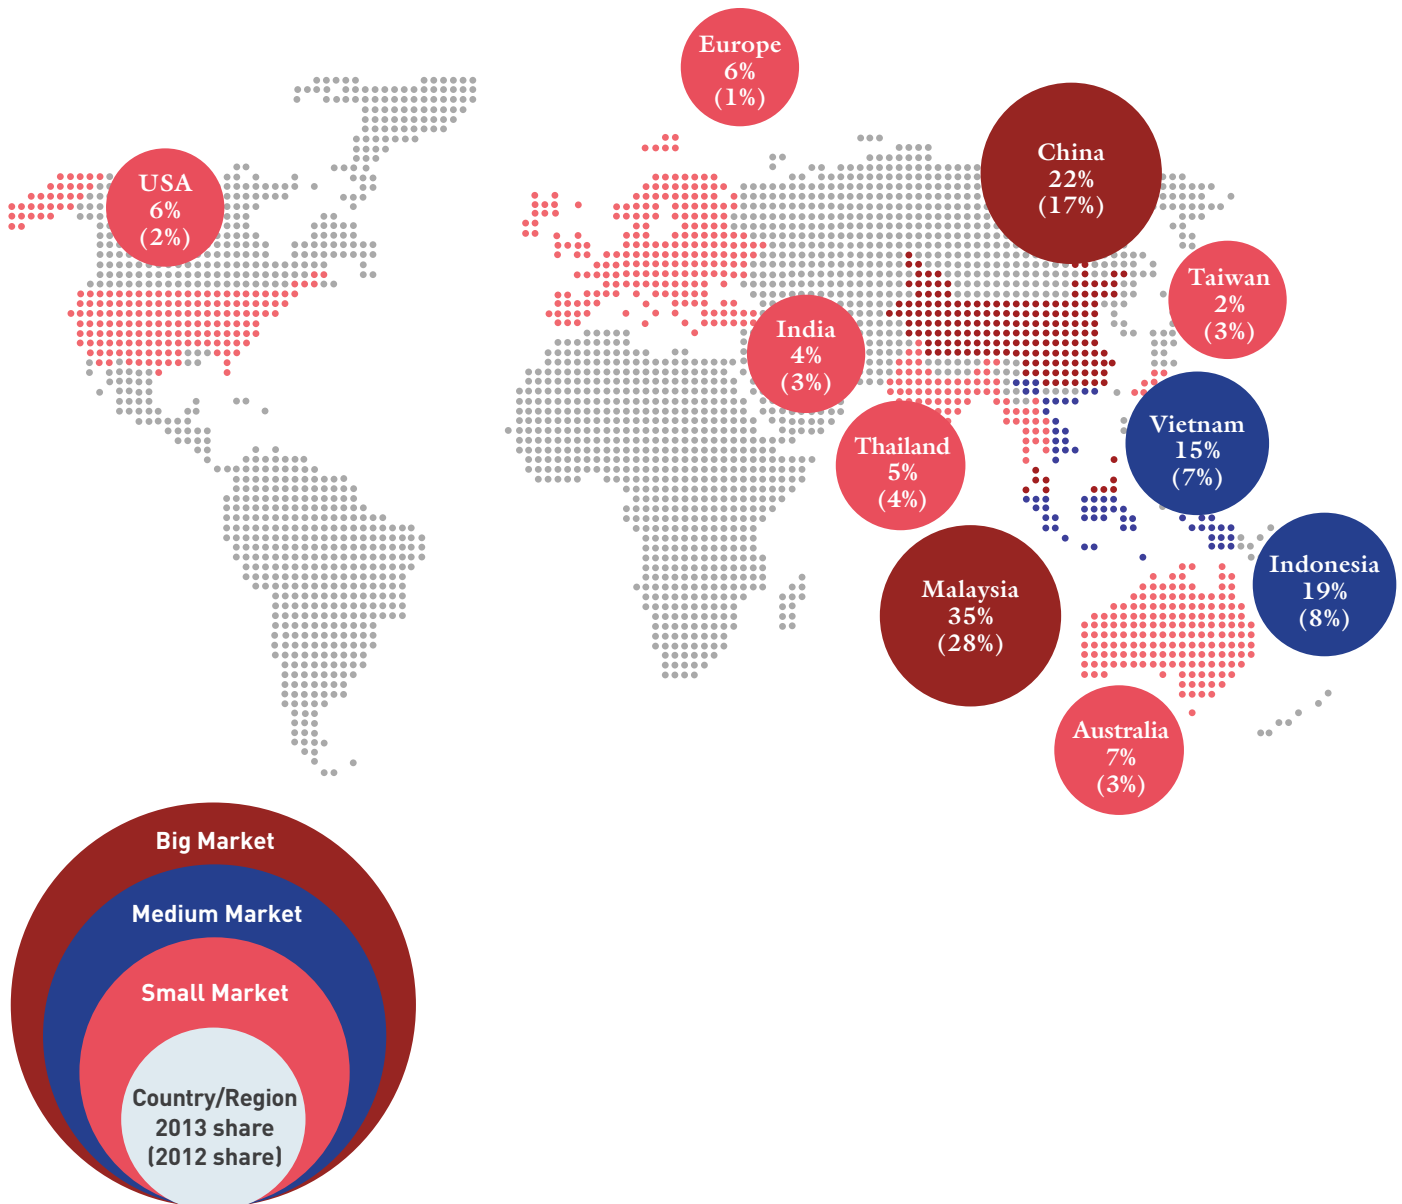 Europe
6%
(1%)
China
22%
(17%)
USA
6%
(2%)
Taiwan
2%
(3%)
India
4%
(3%)
Vietnam
15%
(7%)
Thailand
5%
(4%)
Indonesia
19%
(8%)
Malaysia
35%
(28%)
Australia
7%
(3%)
Big Market
Medium Market
Small Market
Country/Region
2013 share
(2012 share)